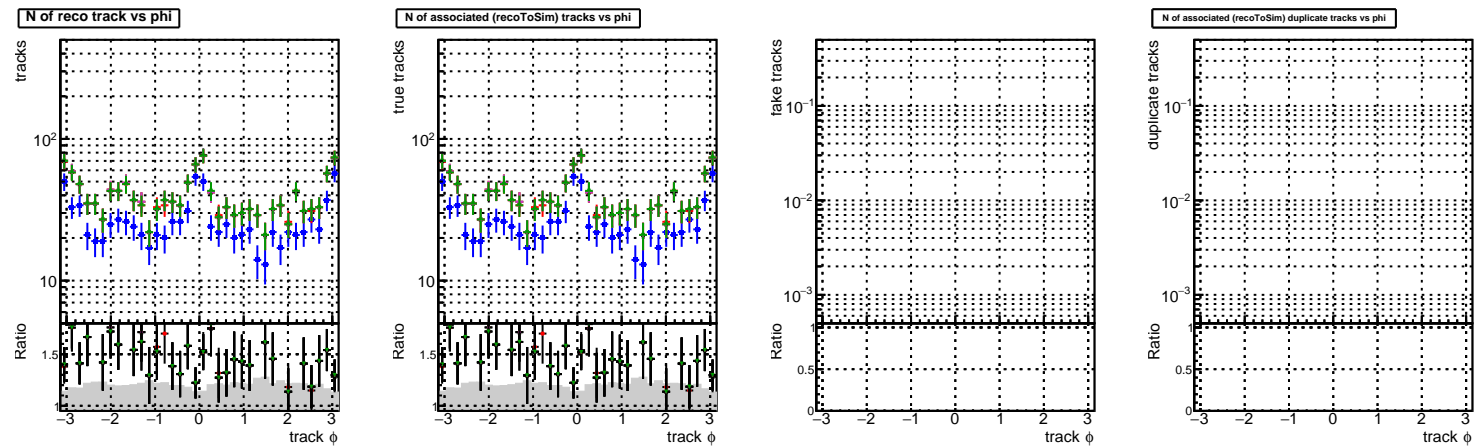 N of reco track vs phi
tracks
10²
10
Ratio
1.5
1
−3 −2 −1 0 1 2 3
track ϕ
N of associated (recoToSim) tracks vs phi
true tracks
10²
10
Ratio
1.5
1
−3 −2 −1 0 1 2 3
track ϕ
fake tracks
10⁻¹
10⁻²
10⁻³
Ratio
1
0.5
0
−3 −2 −1 0 1 2 3
track ϕ
N of associated (recoToSim) duplicate tracks vs phi
duplicate tracks
10⁻¹
10⁻²
10⁻³
Ratio
1
0.5
0
−3 −2 −1 0 1 2 3
track ϕ